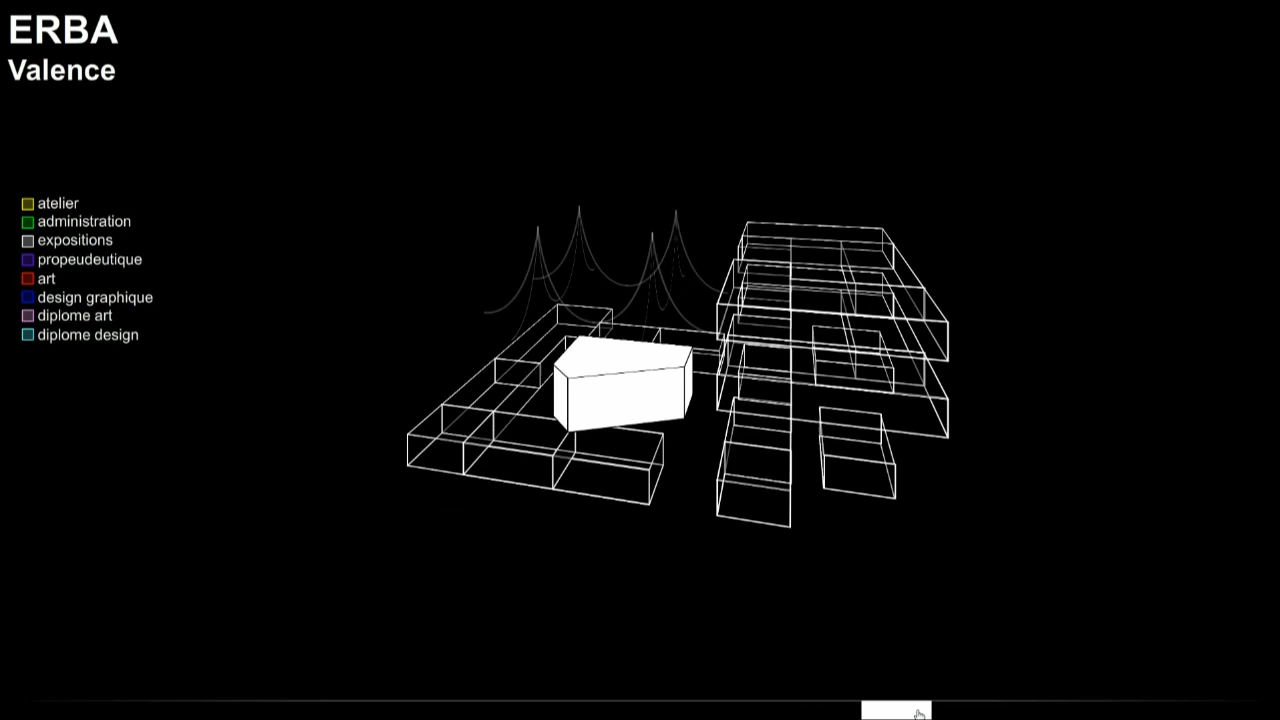 ERBA
Valence
atelier
administration
expositions
propeudeutique
art
design graphique
diplome art
diplome design